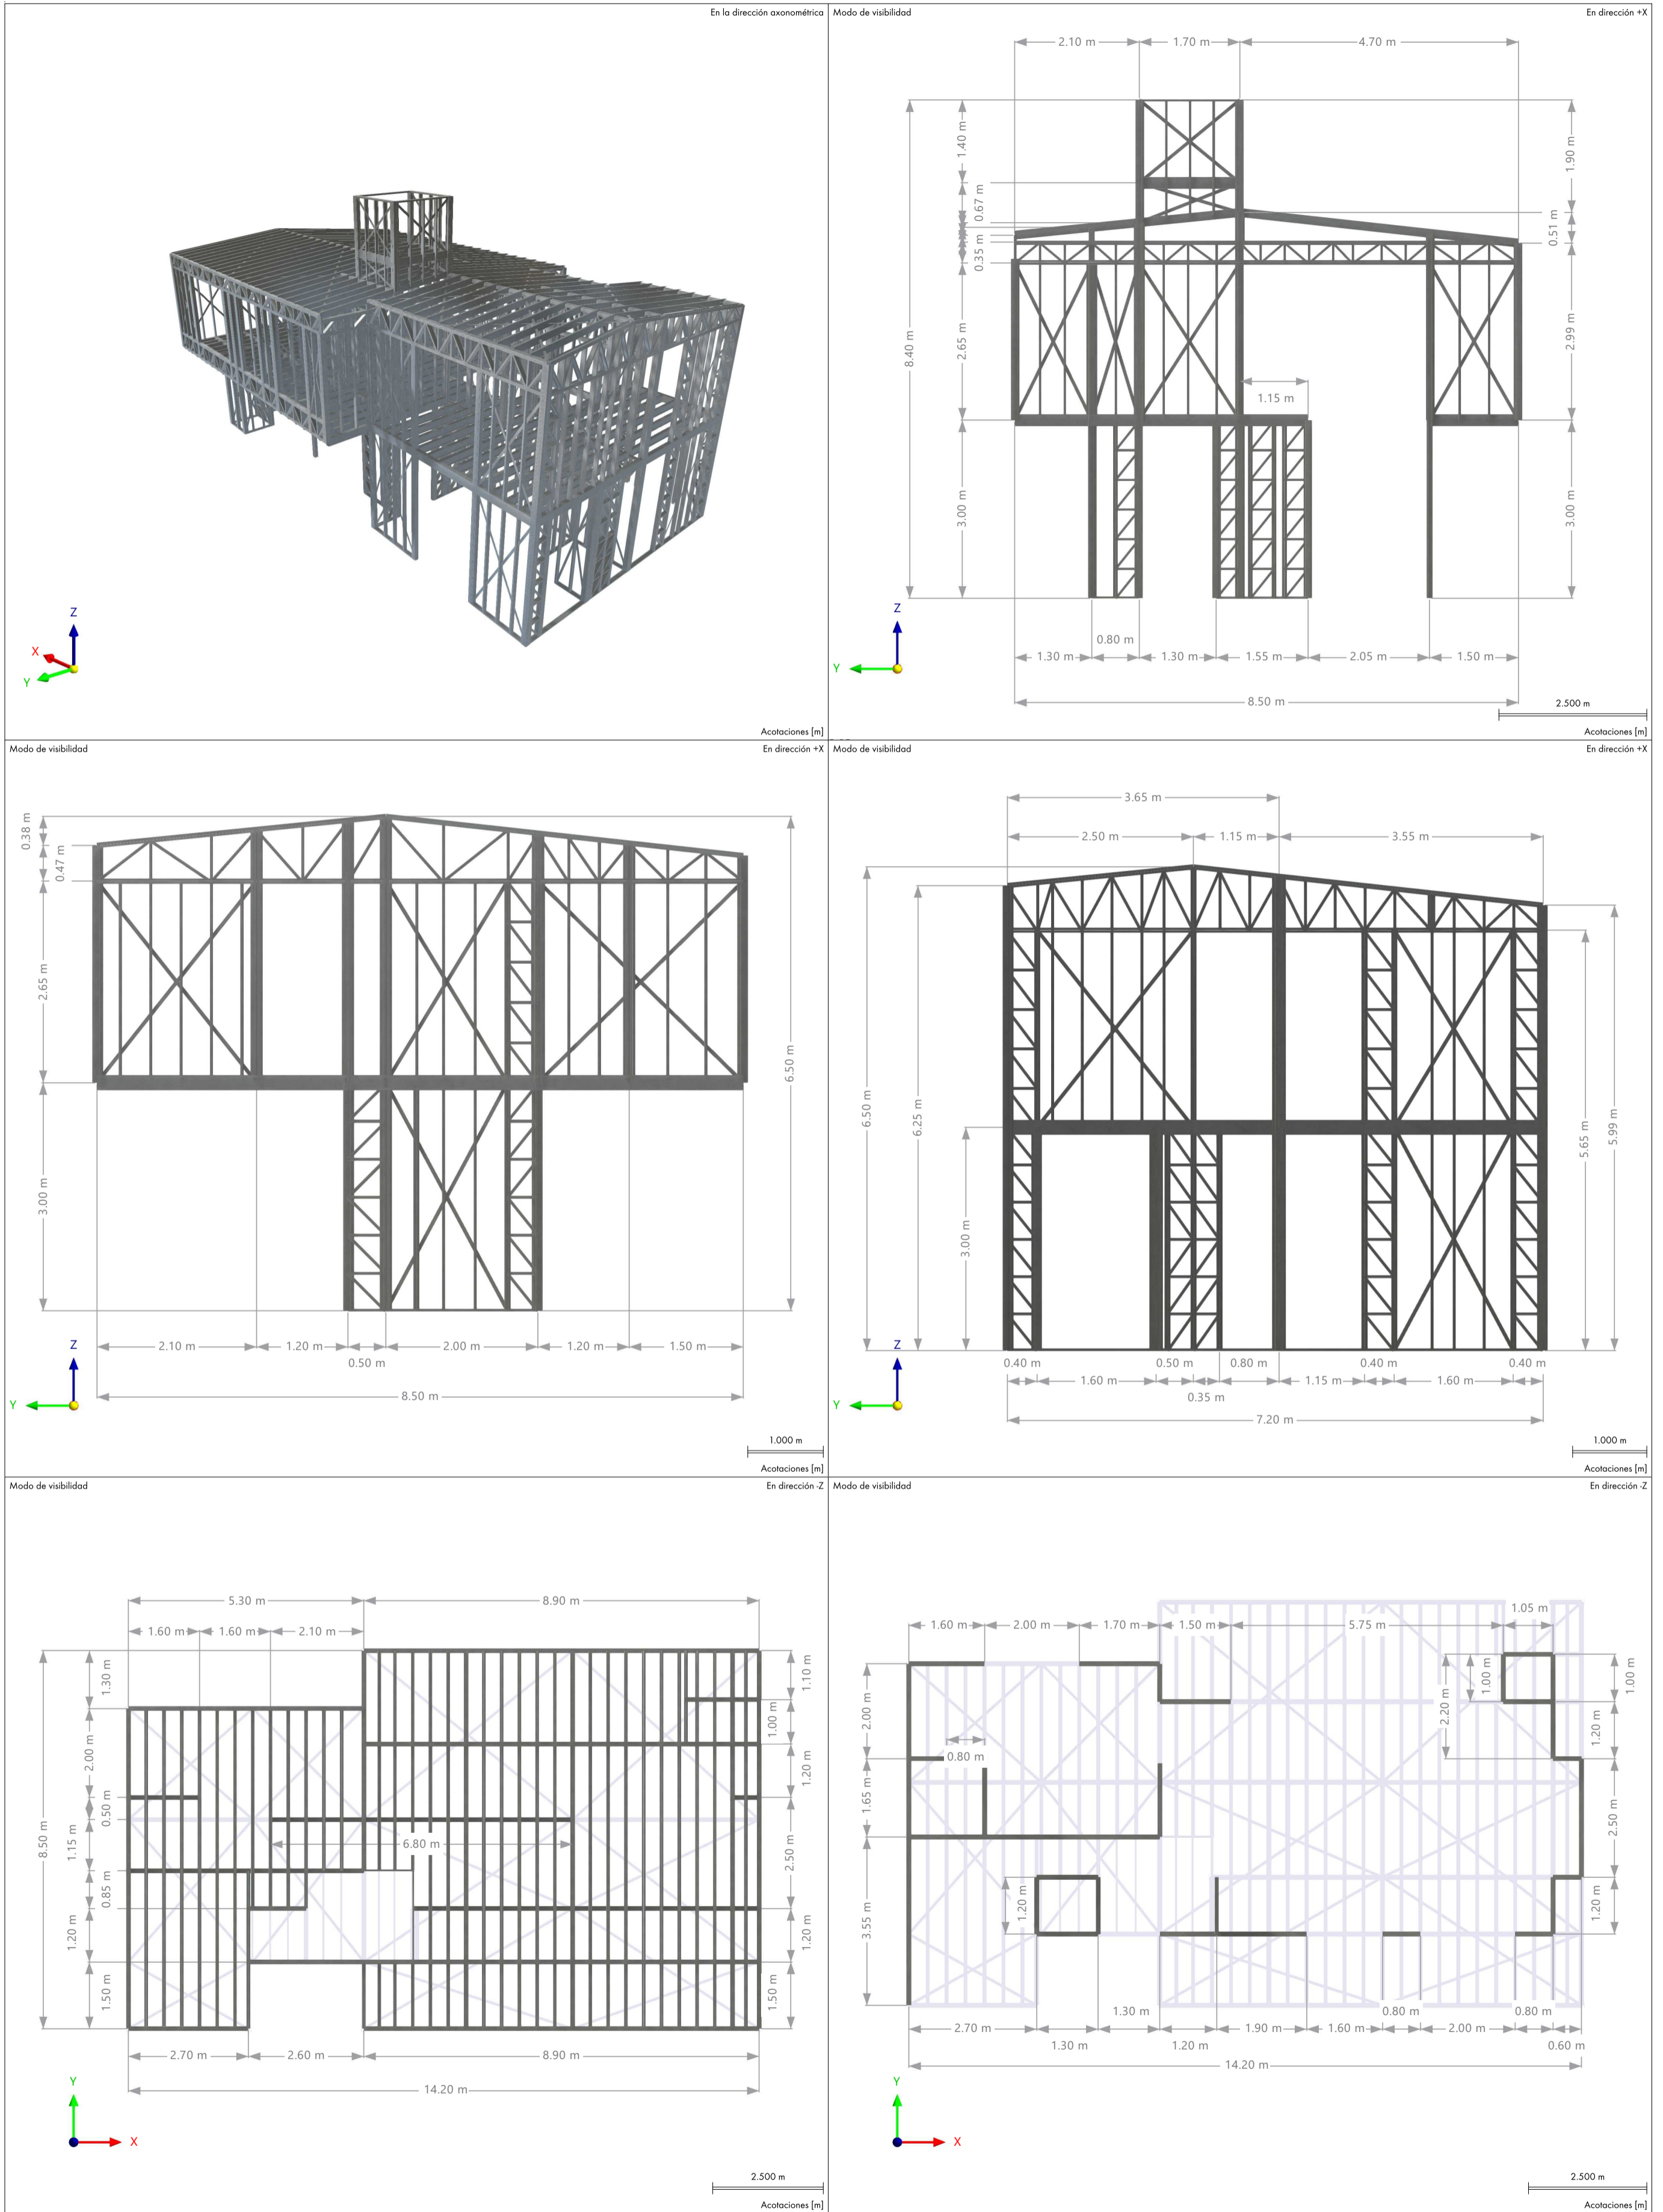 En la dirección axonométrica
Z
X
Y
Acotaciones [m]
Modo de visibilidad
En dirección +X
2.10 m
1.70 m
4.70 m
8.40 m
1.40 m
0.67 m
0.35 m
2.65 m
3.00 m
1.90 m
0.51 m
2.99 m
3.00 m
1.15 m
0.80 m
1.30 m
1.30 m
1.55 m
2.05 m
1.50 m
8.50 m
Z
Y
2.500 m
Acotaciones [m]
Modo de visibilidad
En dirección +X
0.38 m
0.47 m
2.65 m
3.00 m
6.50 m
2.10 m
1.20 m
0.50 m
2.00 m
1.20 m
1.50 m
8.50 m
Z
Y
1.000 m
Acotaciones [m]
Modo de visibilidad
En dirección +X
3.65 m
2.50 m
1.15 m
3.55 m
6.50 m
6.25 m
3.00 m
5.65 m
5.99 m
0.40 m
0.50 m
0.80 m
0.40 m
0.40 m
1.60 m
0.35 m
1.15 m
1.60 m
7.20 m
Z
Y
1.000 m
Acotaciones [m]
Modo de visibilidad
En dirección -Z
5.30 m
8.90 m
1.60 m
1.60 m
2.10 m
8.50 m
1.30 m
2.00 m
0.50 m
1.15 m
0.85 m
1.20 m
1.50 m
6.80 m
1.10 m
1.00 m
1.20 m
2.50 m
1.20 m
1.50 m
2.70 m
2.60 m
8.90 m
14.20 m
Y
X
2.500 m
Acotaciones [m]
Modo de visibilidad
En dirección -Z
1.05 m
1.60 m
2.00 m
1.70 m
1.50 m
5.75 m
2.00 m
1.65 m
3.55 m
0.80 m
1.20 m
2.20 m
1.00 m
1.00 m
1.20 m
2.50 m
1.20 m
1.30 m
0.80 m
0.80 m
2.70 m
1.90 m
1.60 m
2.00 m
1.30 m
1.20 m
0.60 m
14.20 m
Y
X
2.500 m
Acotaciones [m]